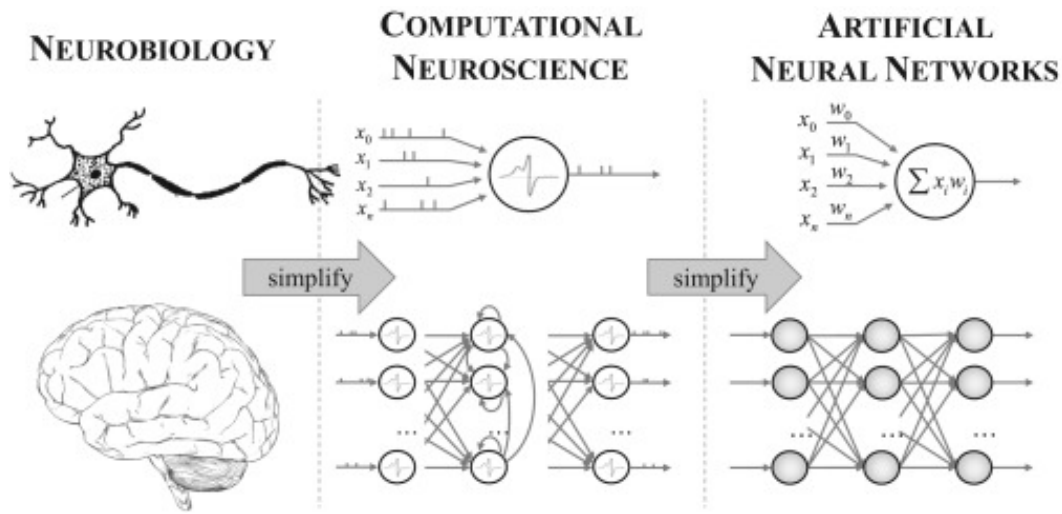 NEUROBIOLOGY
COMPUTATIONAL
NEUROSCIENCE
ARTIFICIAL
NEURAL NETWORKS
x₀
x₁
x₂
xₙ
x₀ w₀
x₁ w₁
x₂ w₂
xₙ wₙ
∑ xᵢwᵢ
simplify
simplify
... ... ...
... ... ...